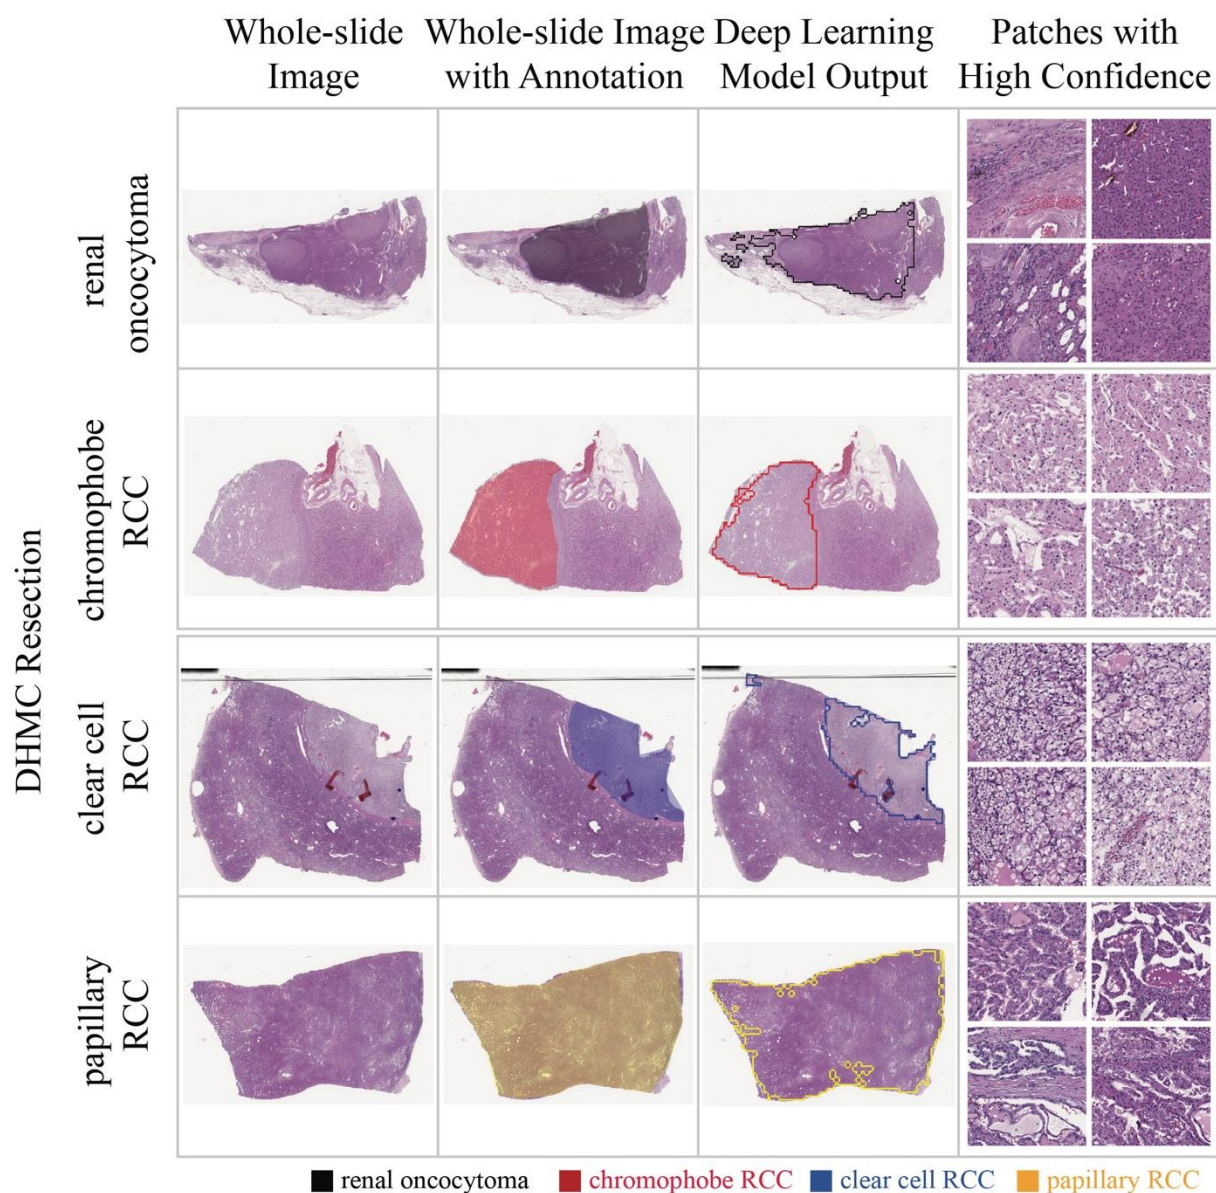 Whole-slide
Image
Whole-slide Image
with Annotation
Deep Learning
Model Output
Patches with
High Confidence
DHMC Resection
renal
oncocytoma
chromophobe
RCC
clear cell
RCC
papillary
RCC
renal oncocytoma
chromophobe RCC
clear cell RCC
papillary RCC